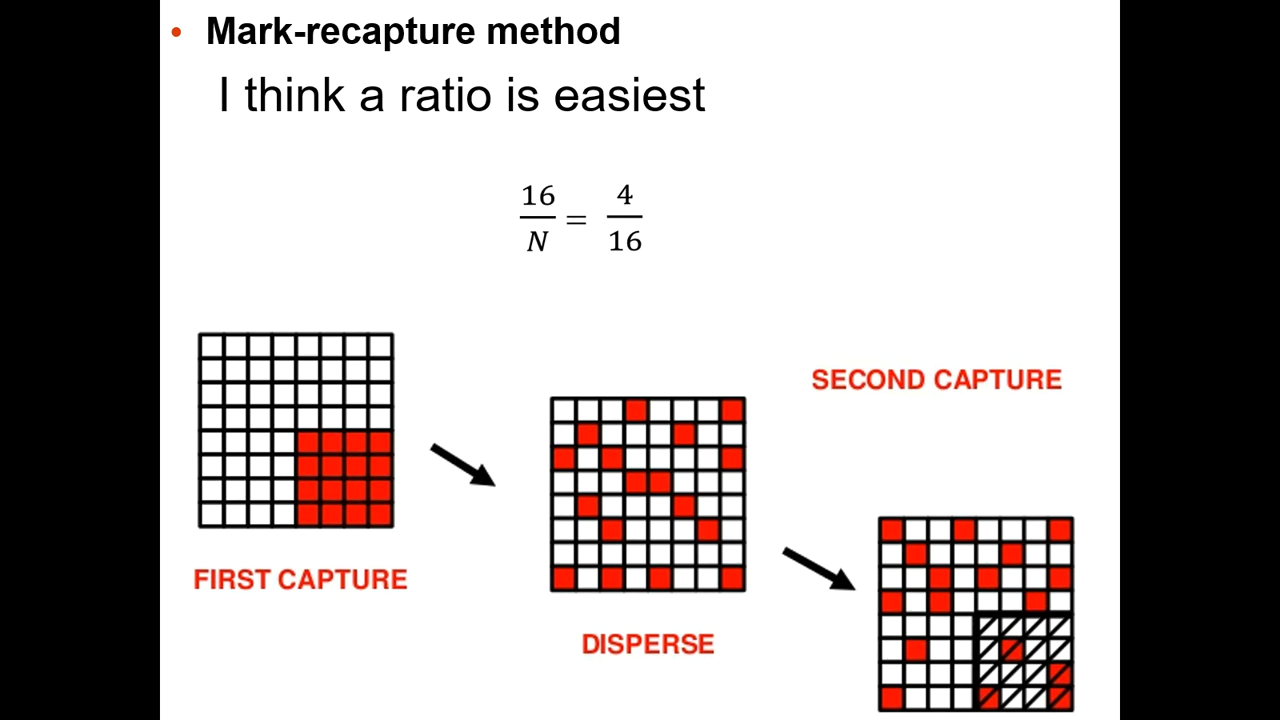 • Mark-recapture method
I think a ratio is easiest
16/N = 4/16
SECOND CAPTURE
FIRST CAPTURE
DISPERSE